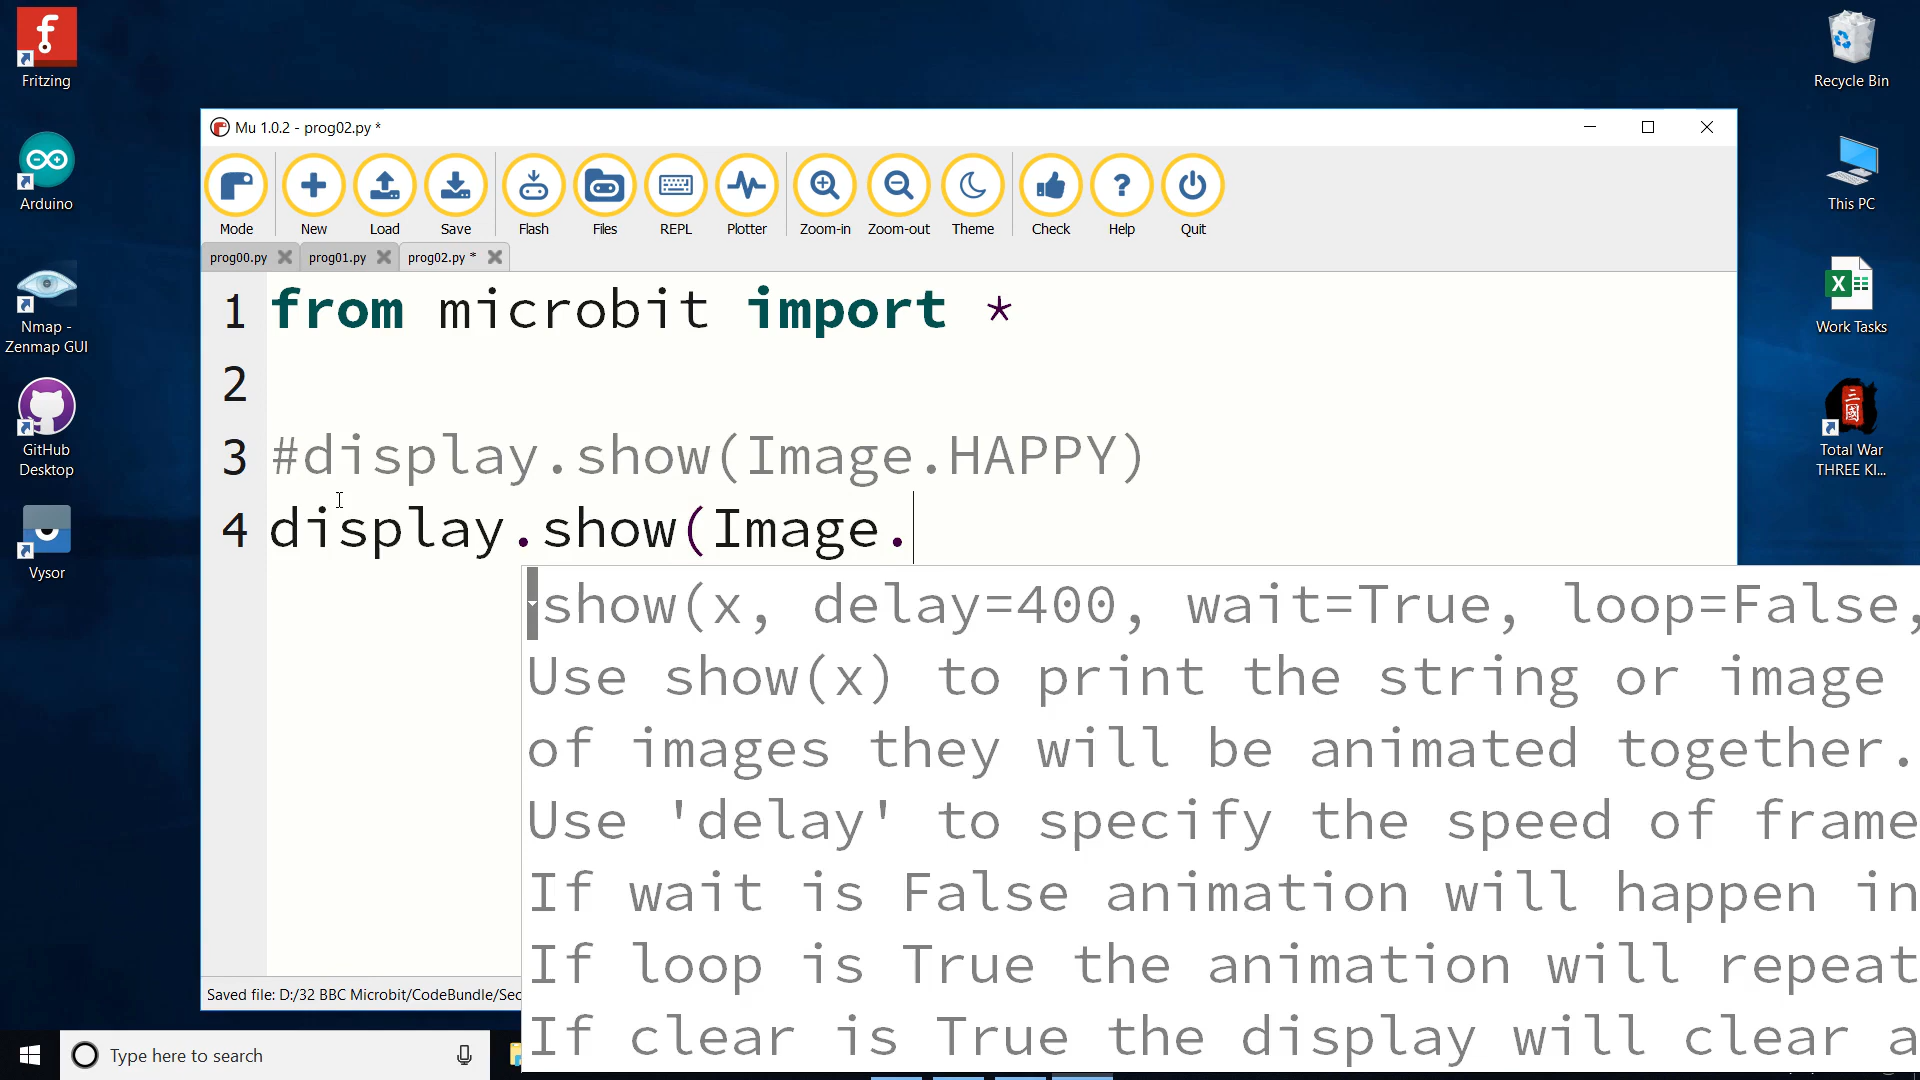 Fritzing
Arduino
Nmap -
Zenmap GUI
GitHub
Desktop
Vysor
Recycle Bin
This PC
Work Tasks
三國
Total War
THREE KI...
Mu 1.0.2 - prog02.py *
Mode New Load Save Flash Files REPL Plotter Zoom-in Zoom-out Theme Check Help Quit
prog00.py prog01.py prog02.py *
1 from microbit import *
2
3 #display.show(Image.HAPPY)
4 display.show(Image.
show(x, delay=400, wait=True, loop=False,
Use show(x) to print the string or image
of images they will be animated together.
Use 'delay' to specify the speed of frame
If wait is False animation will happen in
If loop is True the animation will repeat
If clear is True the display will clear a
Saved file: D:/32 BBC Microbit/CodeBundle/Sec
Type here to search